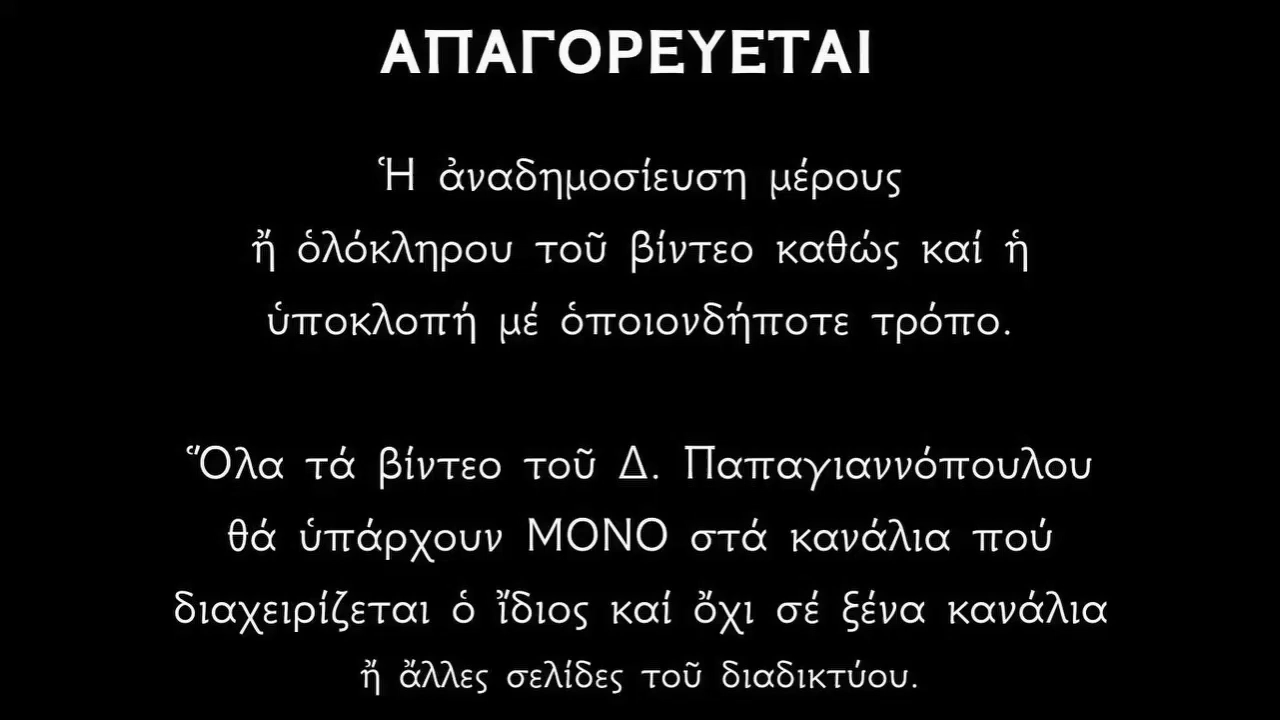 ΑΠΑΓΟΡΕΥΕΤΑΙ
Ἡ ἀναδημοσίευση μέρους
ἤ ὁλόκληρου τοῦ βίντεο καθώς καί ἡ
ὑποκλοπή μέ ὁποιονδήποτε τρόπο.
Ὅλα τά βίντεο τοῦ Δ. Παπαγιαννόπουλου
θά ὑπάρχουν ΜΟΝΟ στά κανάλια πού
διαχειρίζεται ὁ ἴδιος καί ὄχι σέ ξένα κανάλια
ἤ ἄλλες σελίδες τοῦ διαδικτύου.